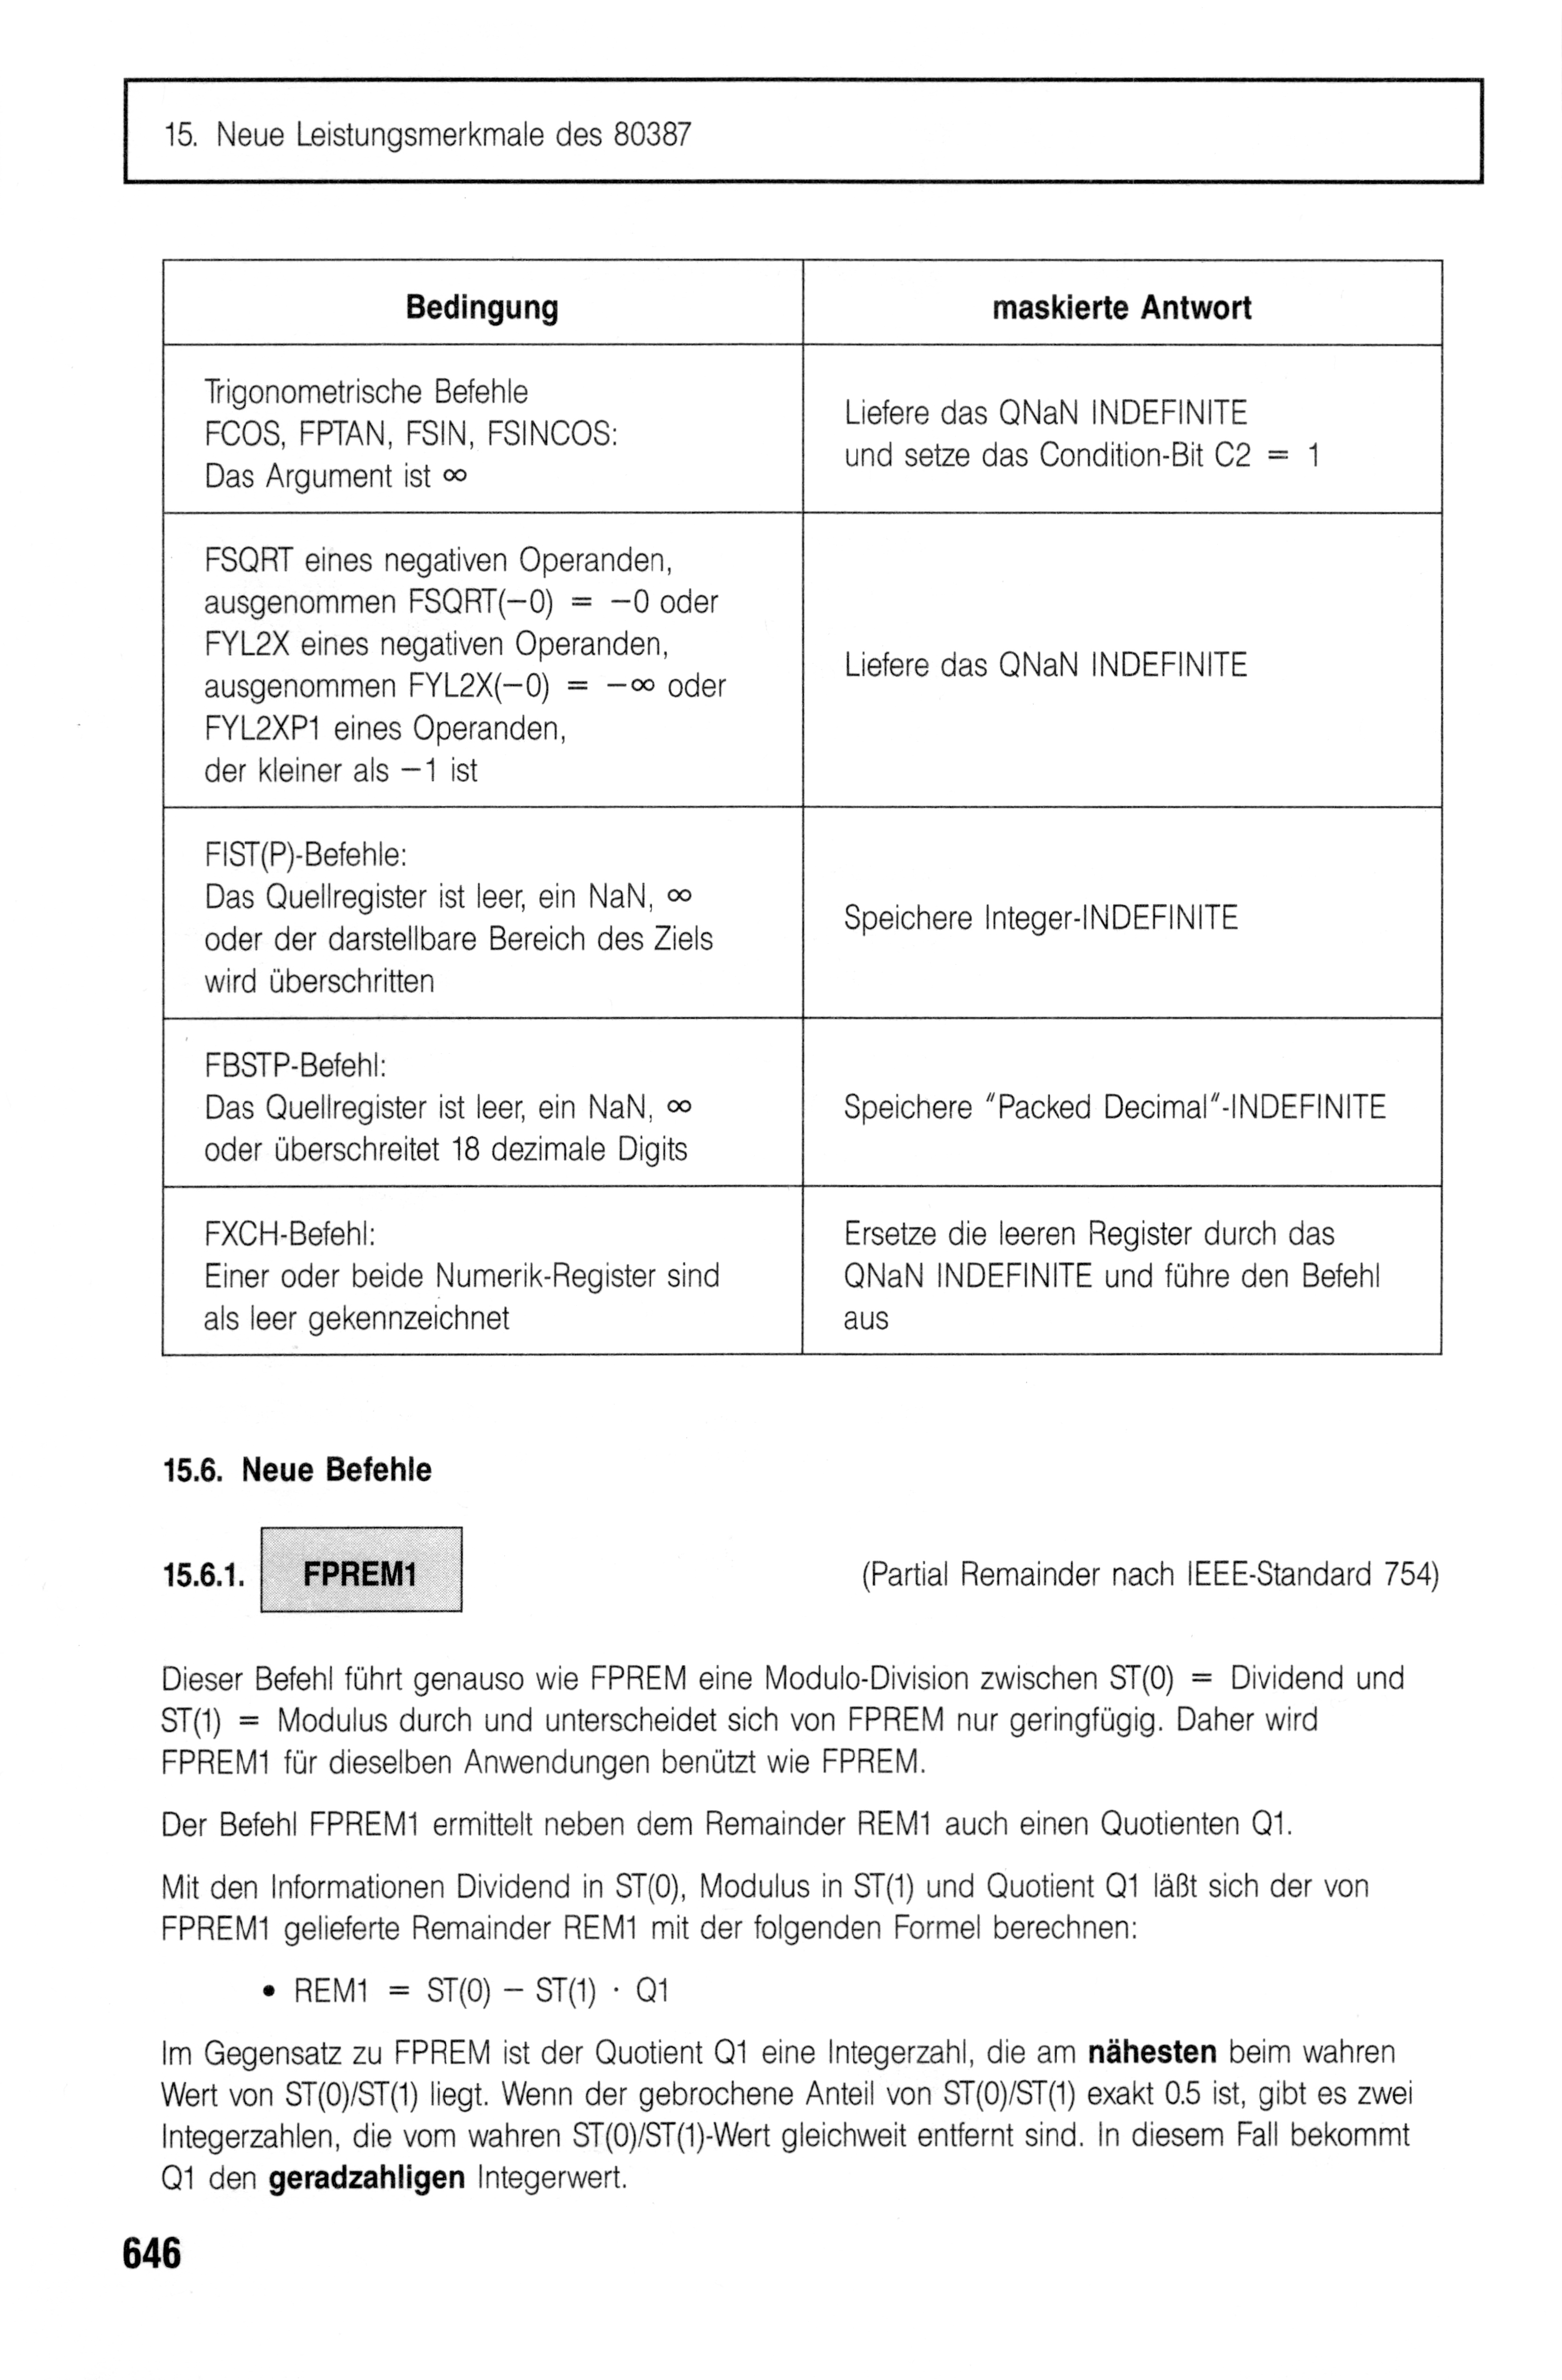 15. Neue Leistungsmerkmale des 80387
Bedingung
maskierte Antwort
Trigonometrische Befehle
FCOS, FPTAN, FSIN, FSINCOS:
Das Argument ist ∞
Liefere das QNaN INDEFINITE
und setze das Condition-Bit C2 = 1
FSQRT eines negativen Operanden,
ausgenommen FSQRT(−0) = −0 oder
FYL2X eines negativen Operanden,
ausgenommen FYL2X(−0) = −∞ oder
FYL2XP1 eines Operanden,
der kleiner als −1 ist
Liefere das QNaN INDEFINITE
FIST(P)-Befehle:
Das Quellregister ist leer, ein NaN, ∞
oder der darstellbare Bereich des Ziels
wird überschritten
Speichere Integer-INDEFINITE
FBSTP-Befehl:
Das Quellregister ist leer, ein NaN, ∞
oder überschreitet 18 dezimale Digits
Speichere "Packed Decimal"-INDEFINITE
FXCH-Befehl:
Einer oder beide Numerik-Register sind
als leer gekennzeichnet
Ersetze die leeren Register durch das
QNaN INDEFINITE und führe den Befehl
aus
15.6. Neue Befehle
15.6.1. FPREM1 (Partial Remainder nach IEEE-Standard 754)
Dieser Befehl führt genauso wie FPREM eine Modulo-Division zwischen ST(0) = Dividend und
ST(1) = Modulus durch und unterscheidet sich von FPREM nur geringfügig. Daher wird
FPREM1 für dieselben Anwendungen benützt wie FPREM.
Der Befehl FPREM1 ermittelt neben dem Remainder REM1 auch einen Quotienten Q1.
Mit den Informationen Dividend in ST(0), Modulus in ST(1) und Quotient Q1 läßt sich der von
FPREM1 gelieferte Remainder REM1 mit der folgenden Formel berechnen:
• REM1 = ST(0) − ST(1) · Q1
Im Gegensatz zu FPREM ist der Quotient Q1 eine Integerzahl, die am nähesten beim wahren
Wert von ST(0)/ST(1) liegt. Wenn der gebrochene Anteil von ST(0)/ST(1) exakt 0.5 ist, gibt es zwei
Integerzahlen, die vom wahren ST(0)/ST(1)-Wert gleichweit entfernt sind. In diesem Fall bekommt
Q1 den geradzahligen Integerwert.
646